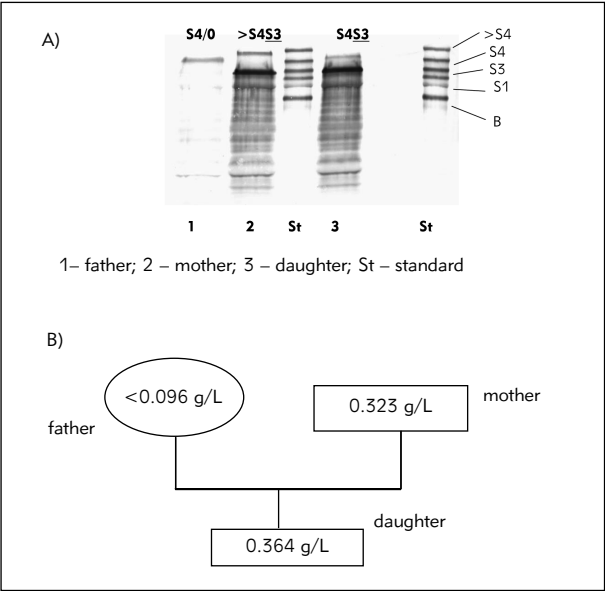 A)
S4/0 >S4S3 S4S3
>S4
S4
S3
S1
B
1 2 St 3 St
1– father; 2 – mother; 3 – daughter; St – standard
B)
<0.096 g/L
0.323 g/L
mother
father
daughter
0.364 g/L